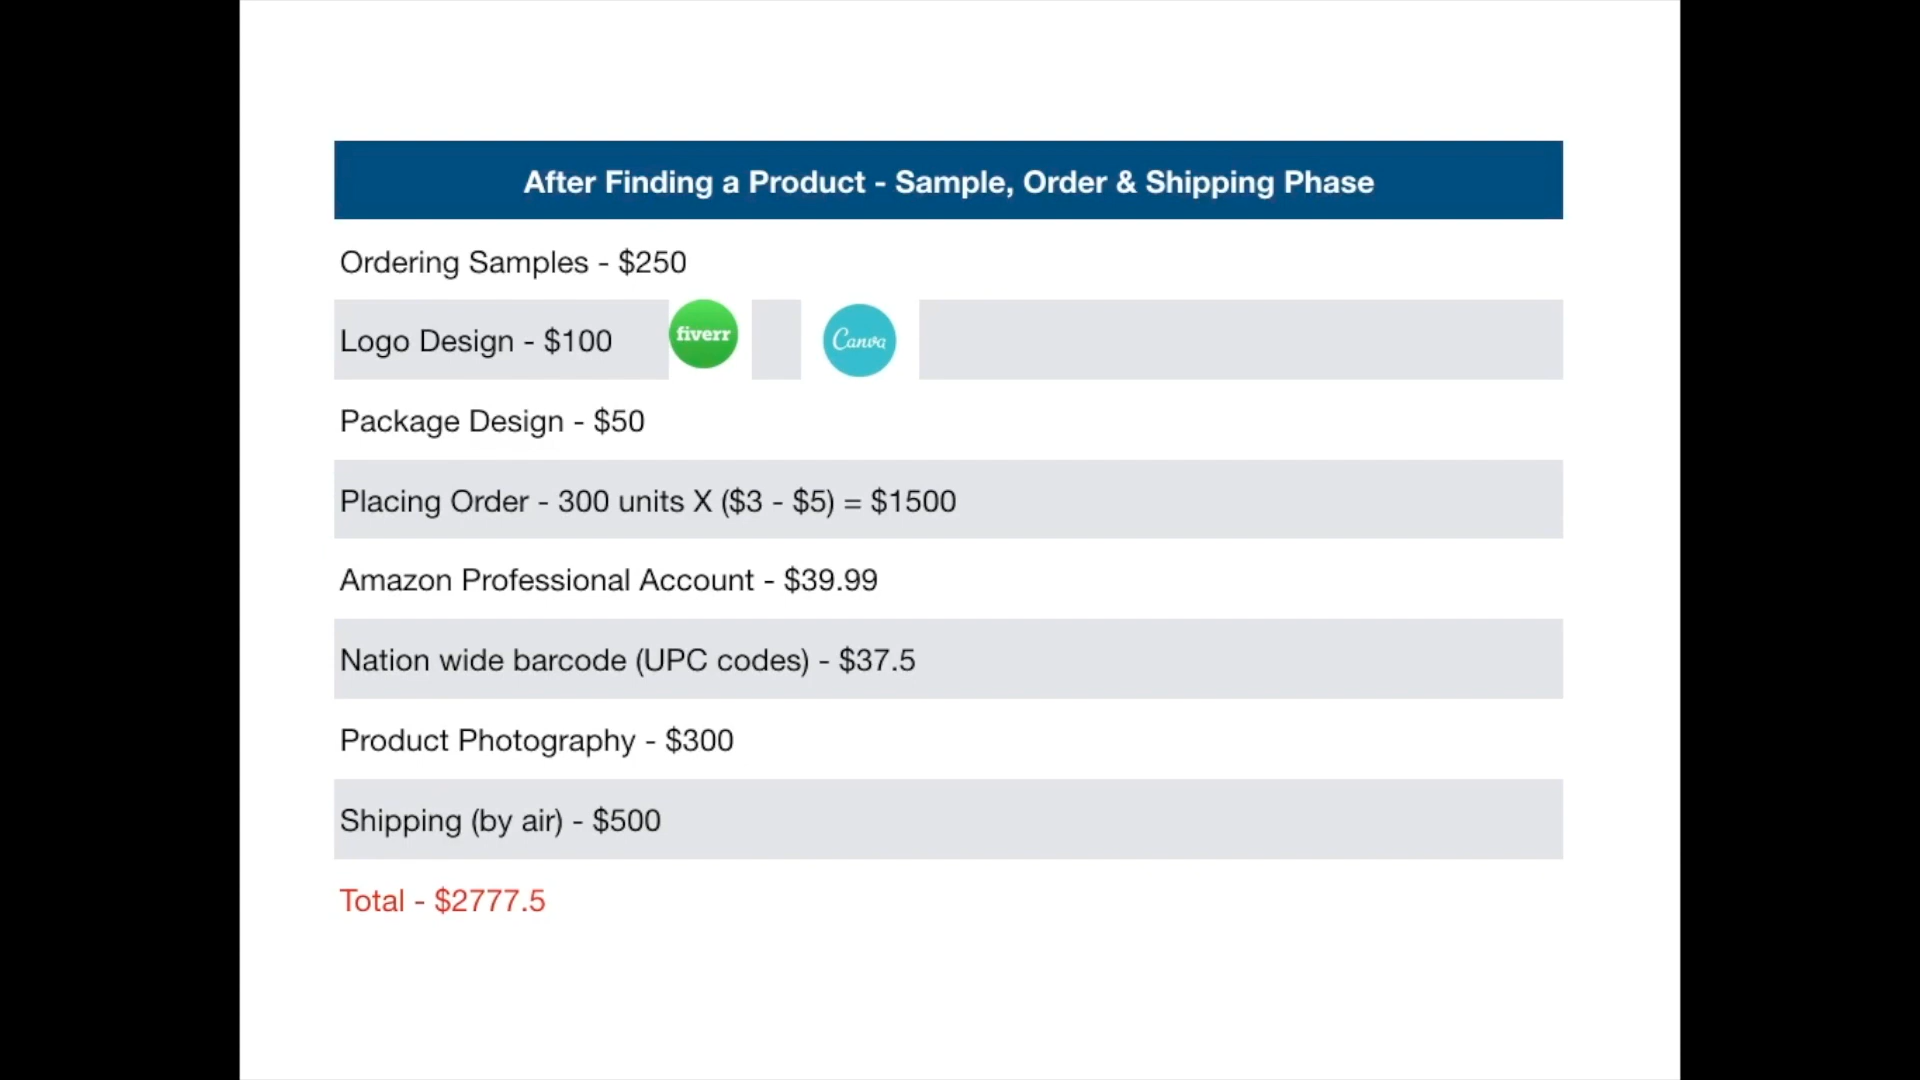 After Finding a Product - Sample, Order & Shipping Phase
Ordering Samples - $250
Logo Design - $100 fiverr Canva
Package Design - $50
Placing Order - 300 units X ($3 - $5) = $1500
Amazon Professional Account - $39.99
Nation wide barcode (UPC codes) - $37.5
Product Photography - $300
Shipping (by air) - $500
Total - $2777.5